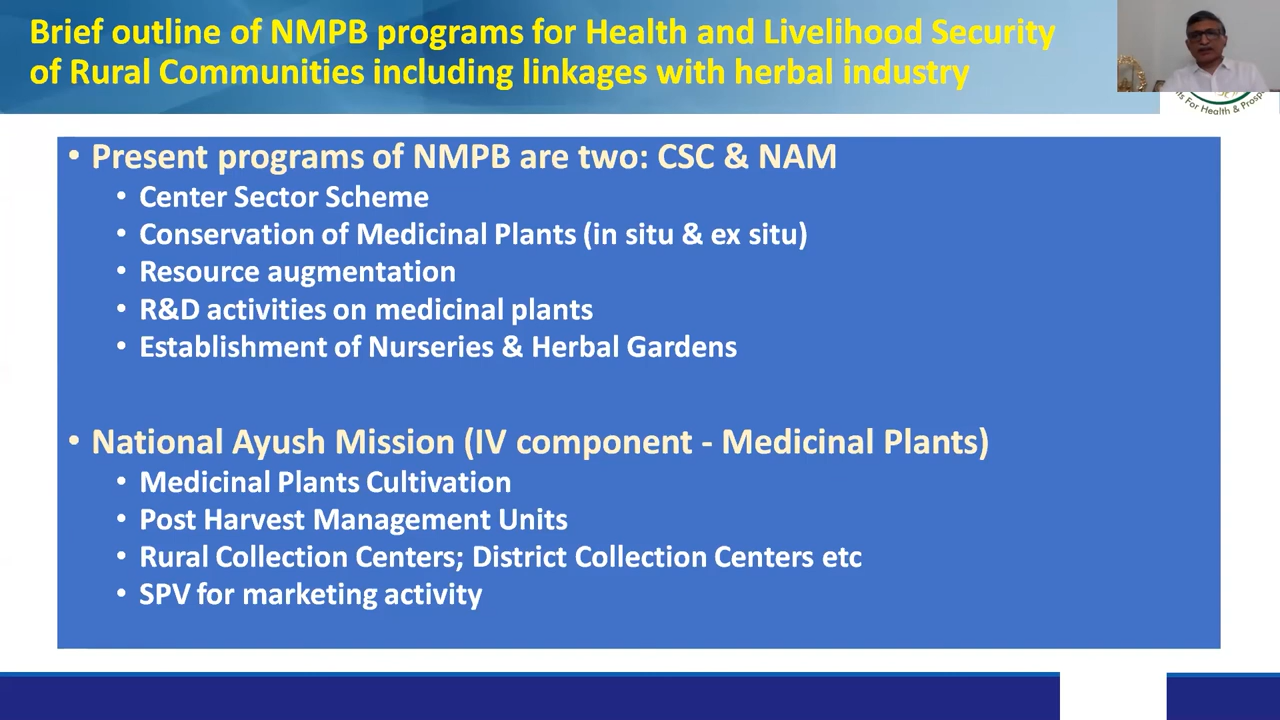 Brief outline of NMPB programs for Health and Livelihood Security
of Rural Communities including linkages with herbal industry
For Health & Prosp
• Present programs of NMPB are two: CSC & NAM
• Center Sector Scheme
• Conservation of Medicinal Plants (in situ & ex situ)
• Resource augmentation
• R&D activities on medicinal plants
• Establishment of Nurseries & Herbal Gardens
• National Ayush Mission (IV component - Medicinal Plants)
• Medicinal Plants Cultivation
• Post Harvest Management Units
• Rural Collection Centers; District Collection Centers etc
• SPV for marketing activity